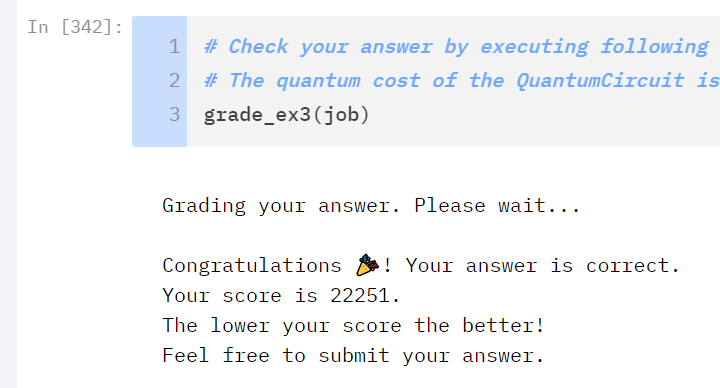 In [342]:
1 # Check your answer by executing following
2 # The quantum cost of the QuantumCircuit is
3 grade_ex3(job)
Grading your answer. Please wait...
Congratulations 🎉! Your answer is correct.
Your score is 22251.
The lower your score the better!
Feel free to submit your answer.